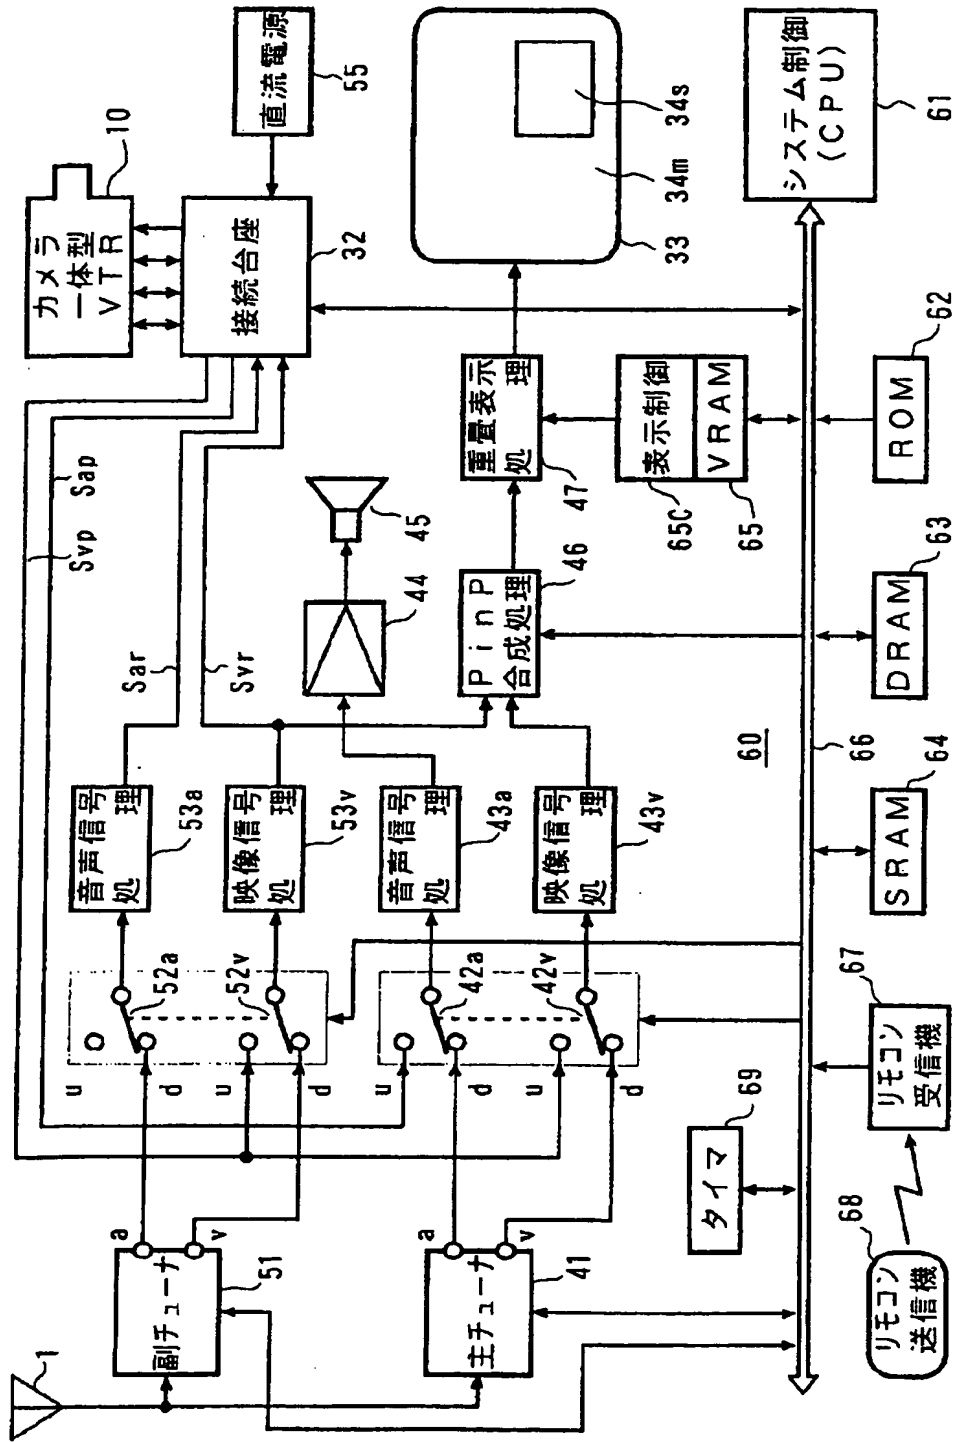 カメラ
一体型
VTR
10
直流電源
55
接続台座
32
Svp
Sap
Sar
Svr
34s
34m
33
システム制御
(CPU)
61
重畳表示
処理
47
表示制御
VRAM
65C
65
ROM
62
45
44
PinP
合成処理
46
DRAM
63
60
66
音声信号
処理
53a
映像信号
処理
53v
音声信号
処理
43a
映像信号
処理
43v
SRAM
64
52a
52v
42a
42v
u
d
u
d
u
d
u
d
リモコン
受信機
67
タイマ
69
a
v
副チューナ
51
a
v
主チューナ
41
リモコン
送信機
68
1